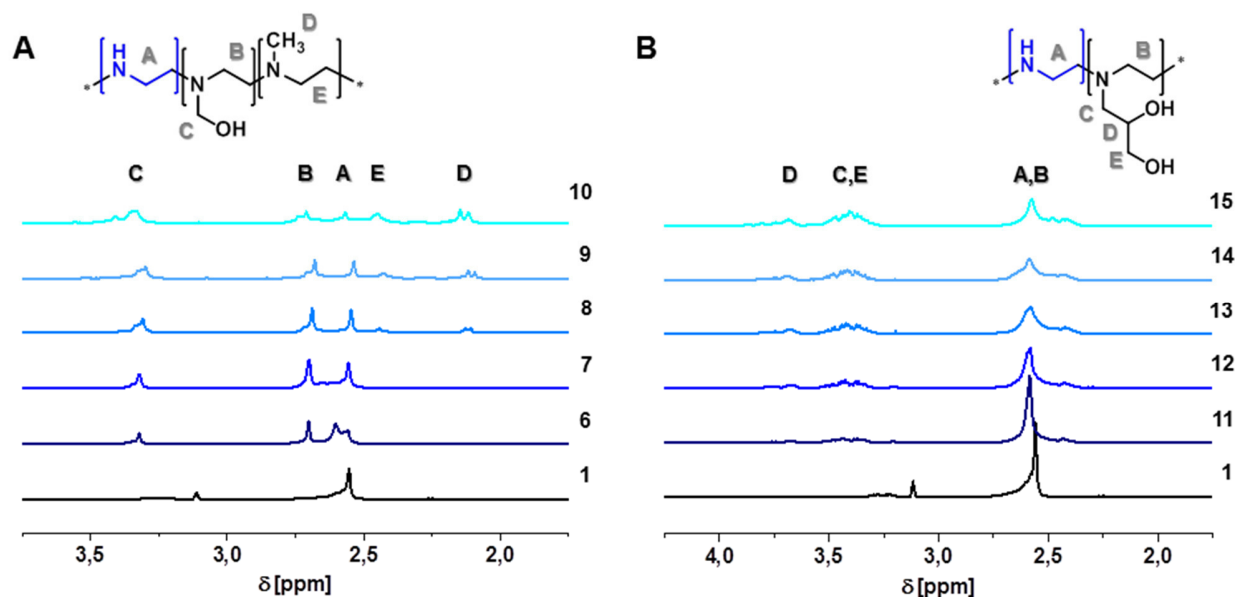 A
H
N
A
N
C
OH
B
D
CH3
N
E
*
*
C B A E D
10
9
8
7
6
1
3,5 3,0 2,5 2,0
δ [ppm]
B
H
N
A
N
B
C
D
OH
E
OH
*
*
D C,E A,B
15
14
13
12
11
1
4,0 3,5 3,0 2,5 2,0
δ [ppm]